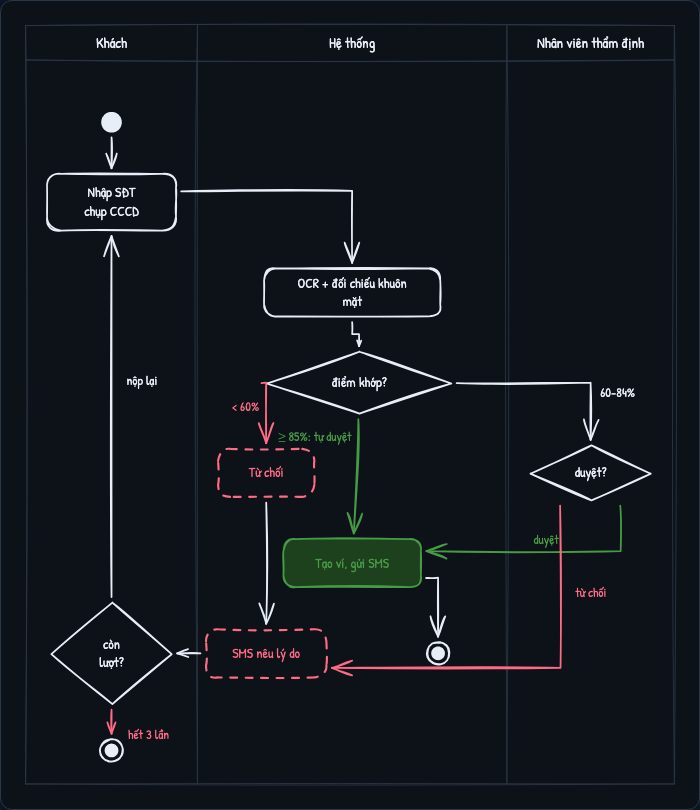 Khách
Hệ thống
Nhân viên thẩm định
Nhập SĐT
chụp CCCD
OCR + đối chiếu khuôn
mặt
điểm khớp?
nộp lại
60–84%
< 60%
≥ 85%: tự duyệt
Từ chối
duyệt?
duyệt
Tạo ví, gửi SMS
từ chối
còn
lượt?
SMS nêu lý do
hết 3 lần